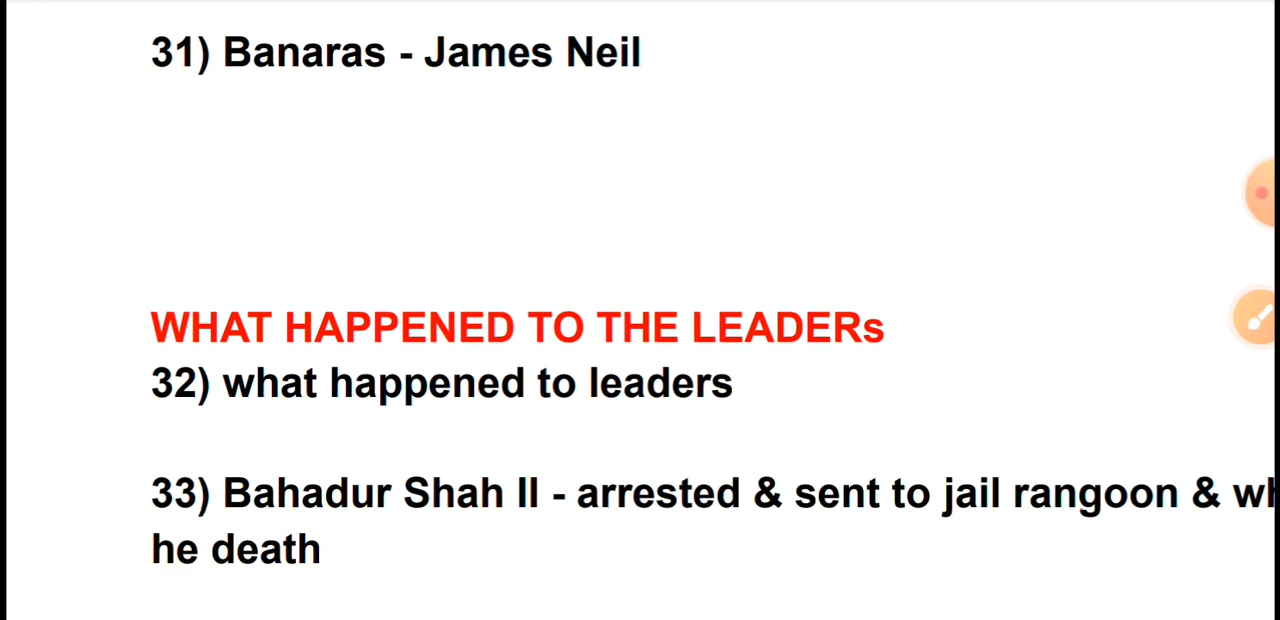 31) Banaras - James Neil
WHAT HAPPENED TO THE LEADERs
32) what happened to leaders
33) Bahadur Shah II - arrested & sent to jail rangoon &
he death